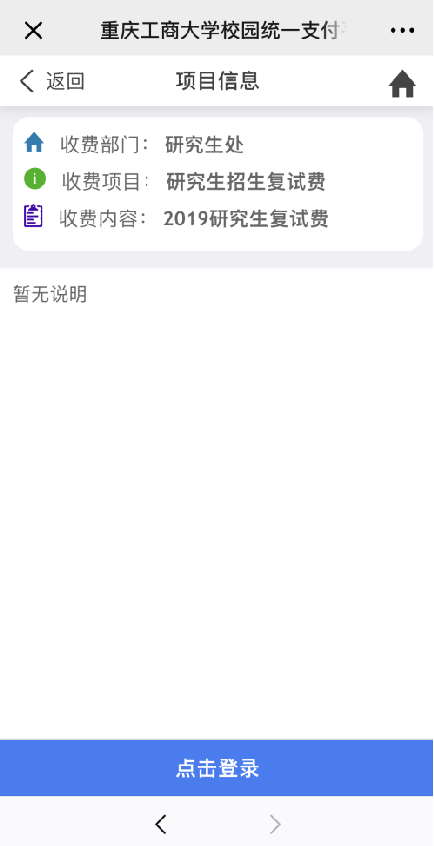 重庆工商大学校园统一支付
返回 项目信息
收费部门： 研究生处
收费项目： 研究生招生复试费
收费内容： 2019研究生复试费
暂无说明
点击登录